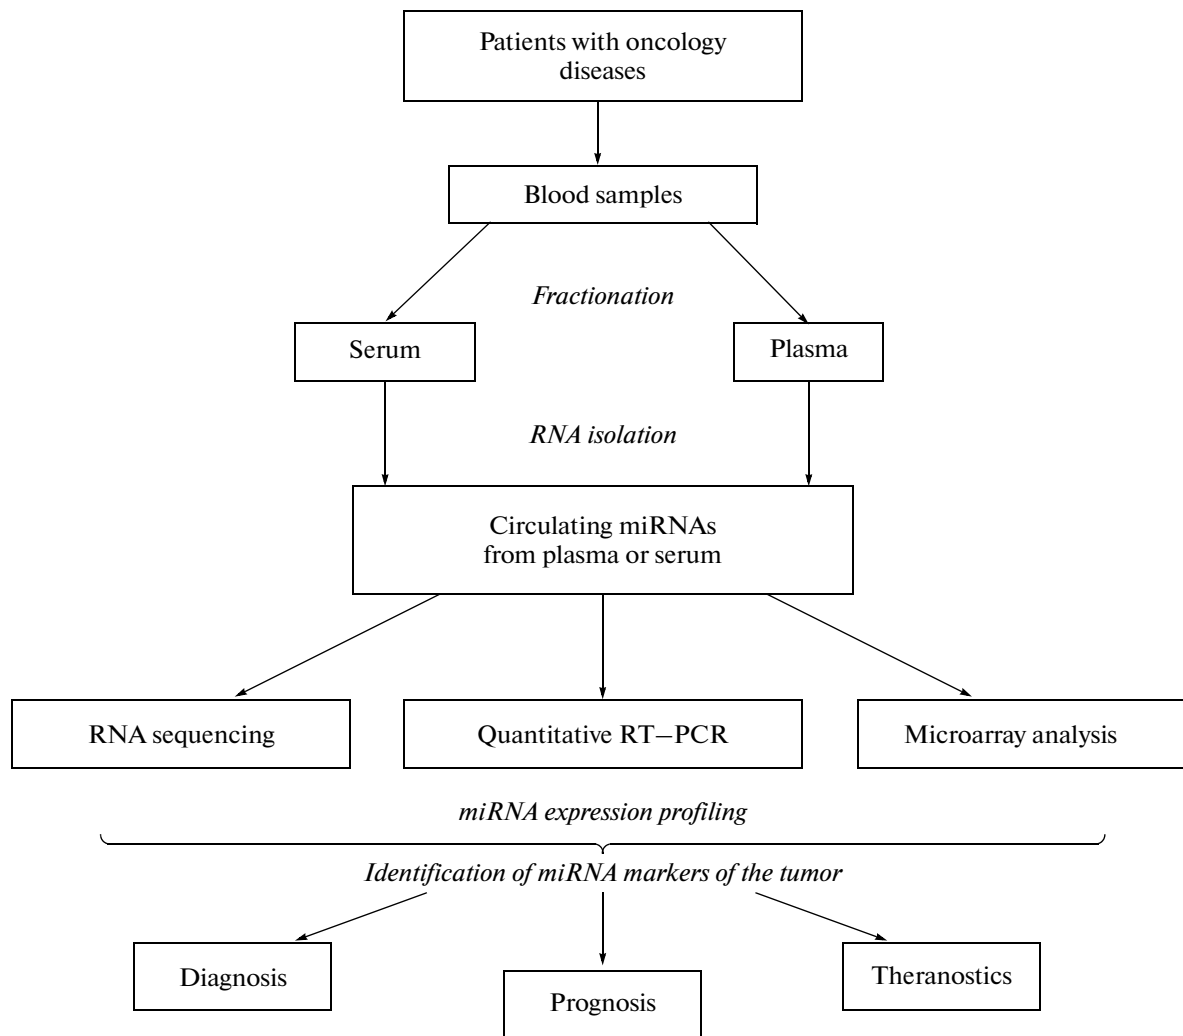 Patients with oncology
diseases
Blood samples
Fractionation
Serum
Plasma
RNA isolation
Circulating miRNAs
from plasma or serum
RNA sequencing
Quantitative RT–PCR
Microarray analysis
miRNA expression profiling
Identification of miRNA markers of the tumor
Diagnosis
Prognosis
Theranostics